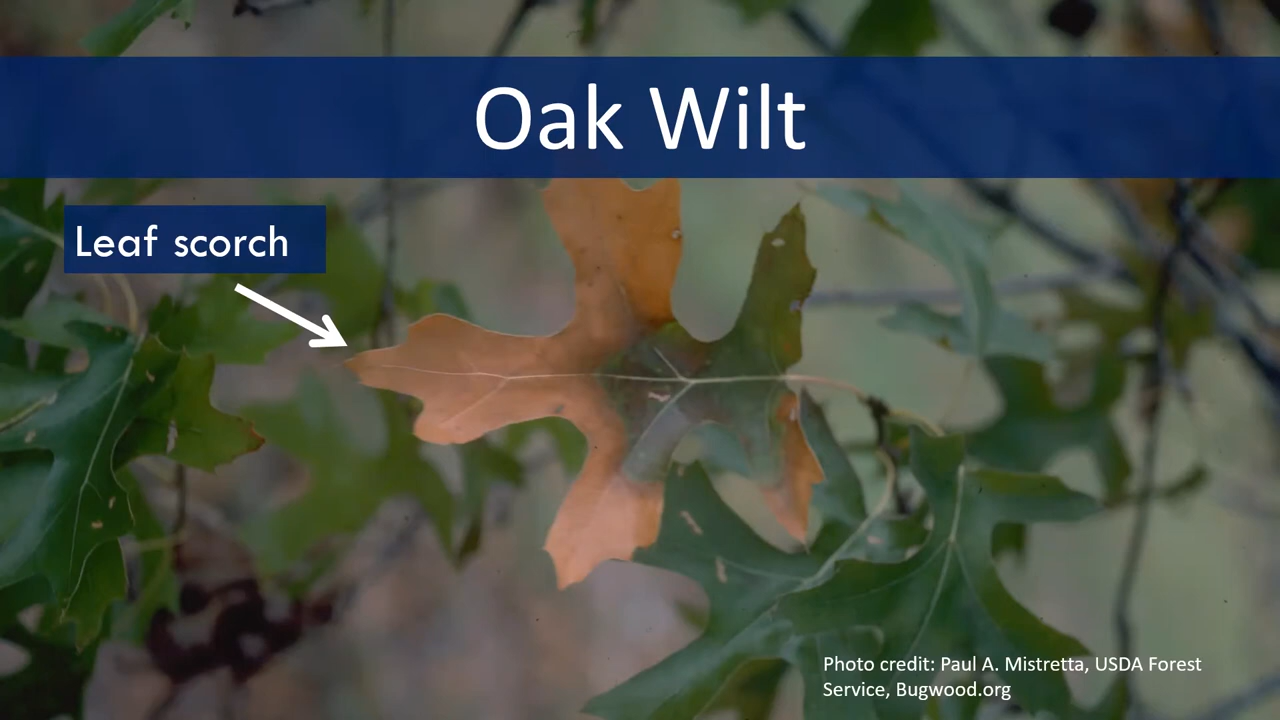 Oak Wilt
Leaf scorch
Photo credit: Paul A. Mistretta, USDA Forest
Service, Bugwood.org